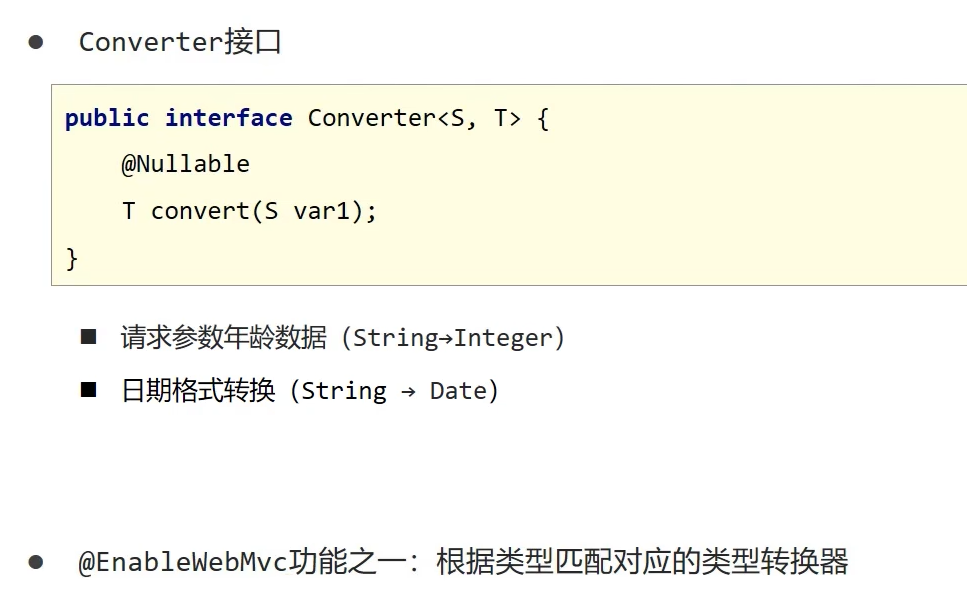 ● Converter接口
public interface Converter<S, T> {
    @Nullable
    T convert(S var1);
}
■ 请求参数年龄数据（String→Integer）
■ 日期格式转换（String → Date）
● @EnableWebMvc功能之一：根据类型匹配对应的类型转换器